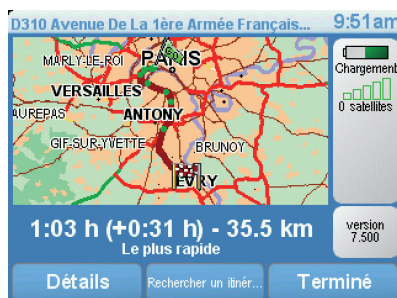 D310 Avenue De La 1ère Armée Français...
9:51am
MARLY-LE-ROI
PARIS
Chargement
VERSAILLES
0 satellites
AUREPAS
ANTONY
GIF-SUR-YVETTE
BRUNOY
EVRY
1:03 h (+0:31 h) - 35.5 km
Le plus rapide
version
7.500
Détails
Rechercher un itinér...
Terminé